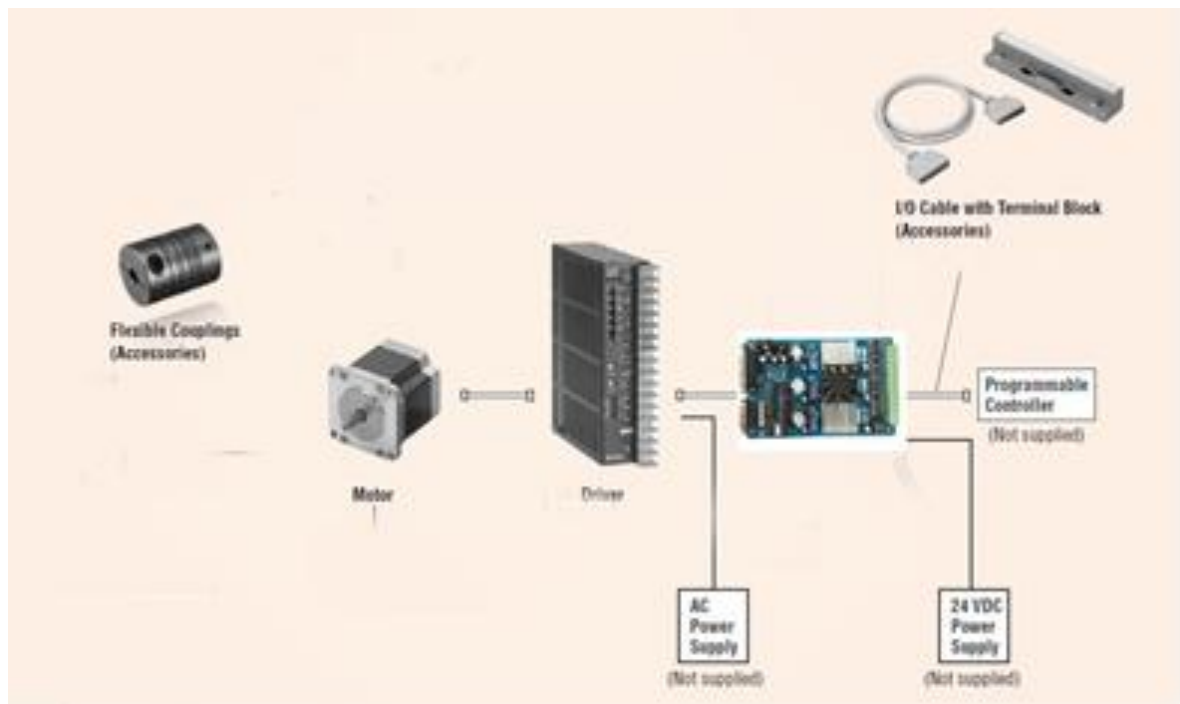 I/O Cable with Terminal Block
(Accessories)
Flexible Couplings
(Accessories)
Programmable
Controller
(Not supplied)
Motor
Driver
AC
Power
Supply
(Not supplied)
24 VDC
Power
Supply
(Not supplied)